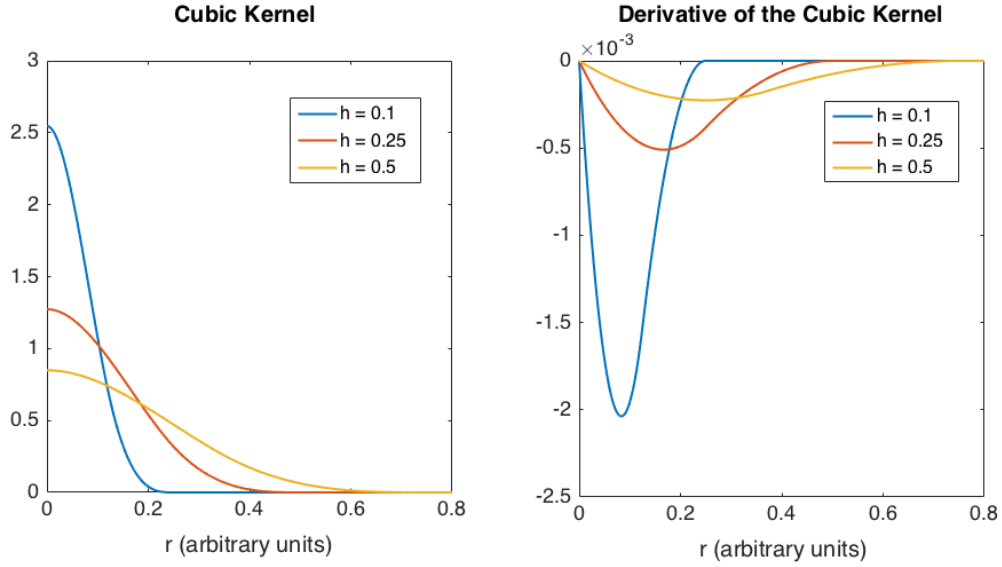 Cubic Kernel
3
2.5
2
1.5
1
0.5
0
0 0.2 0.4 0.6 0.8
r (arbitrary units)
h = 0.1
h = 0.25
h = 0.5
Derivative of the Cubic Kernel
×10⁻³
0
-0.5
-1
-1.5
-2
-2.5
0 0.2 0.4 0.6 0.8
r (arbitrary units)
h = 0.1
h = 0.25
h = 0.5